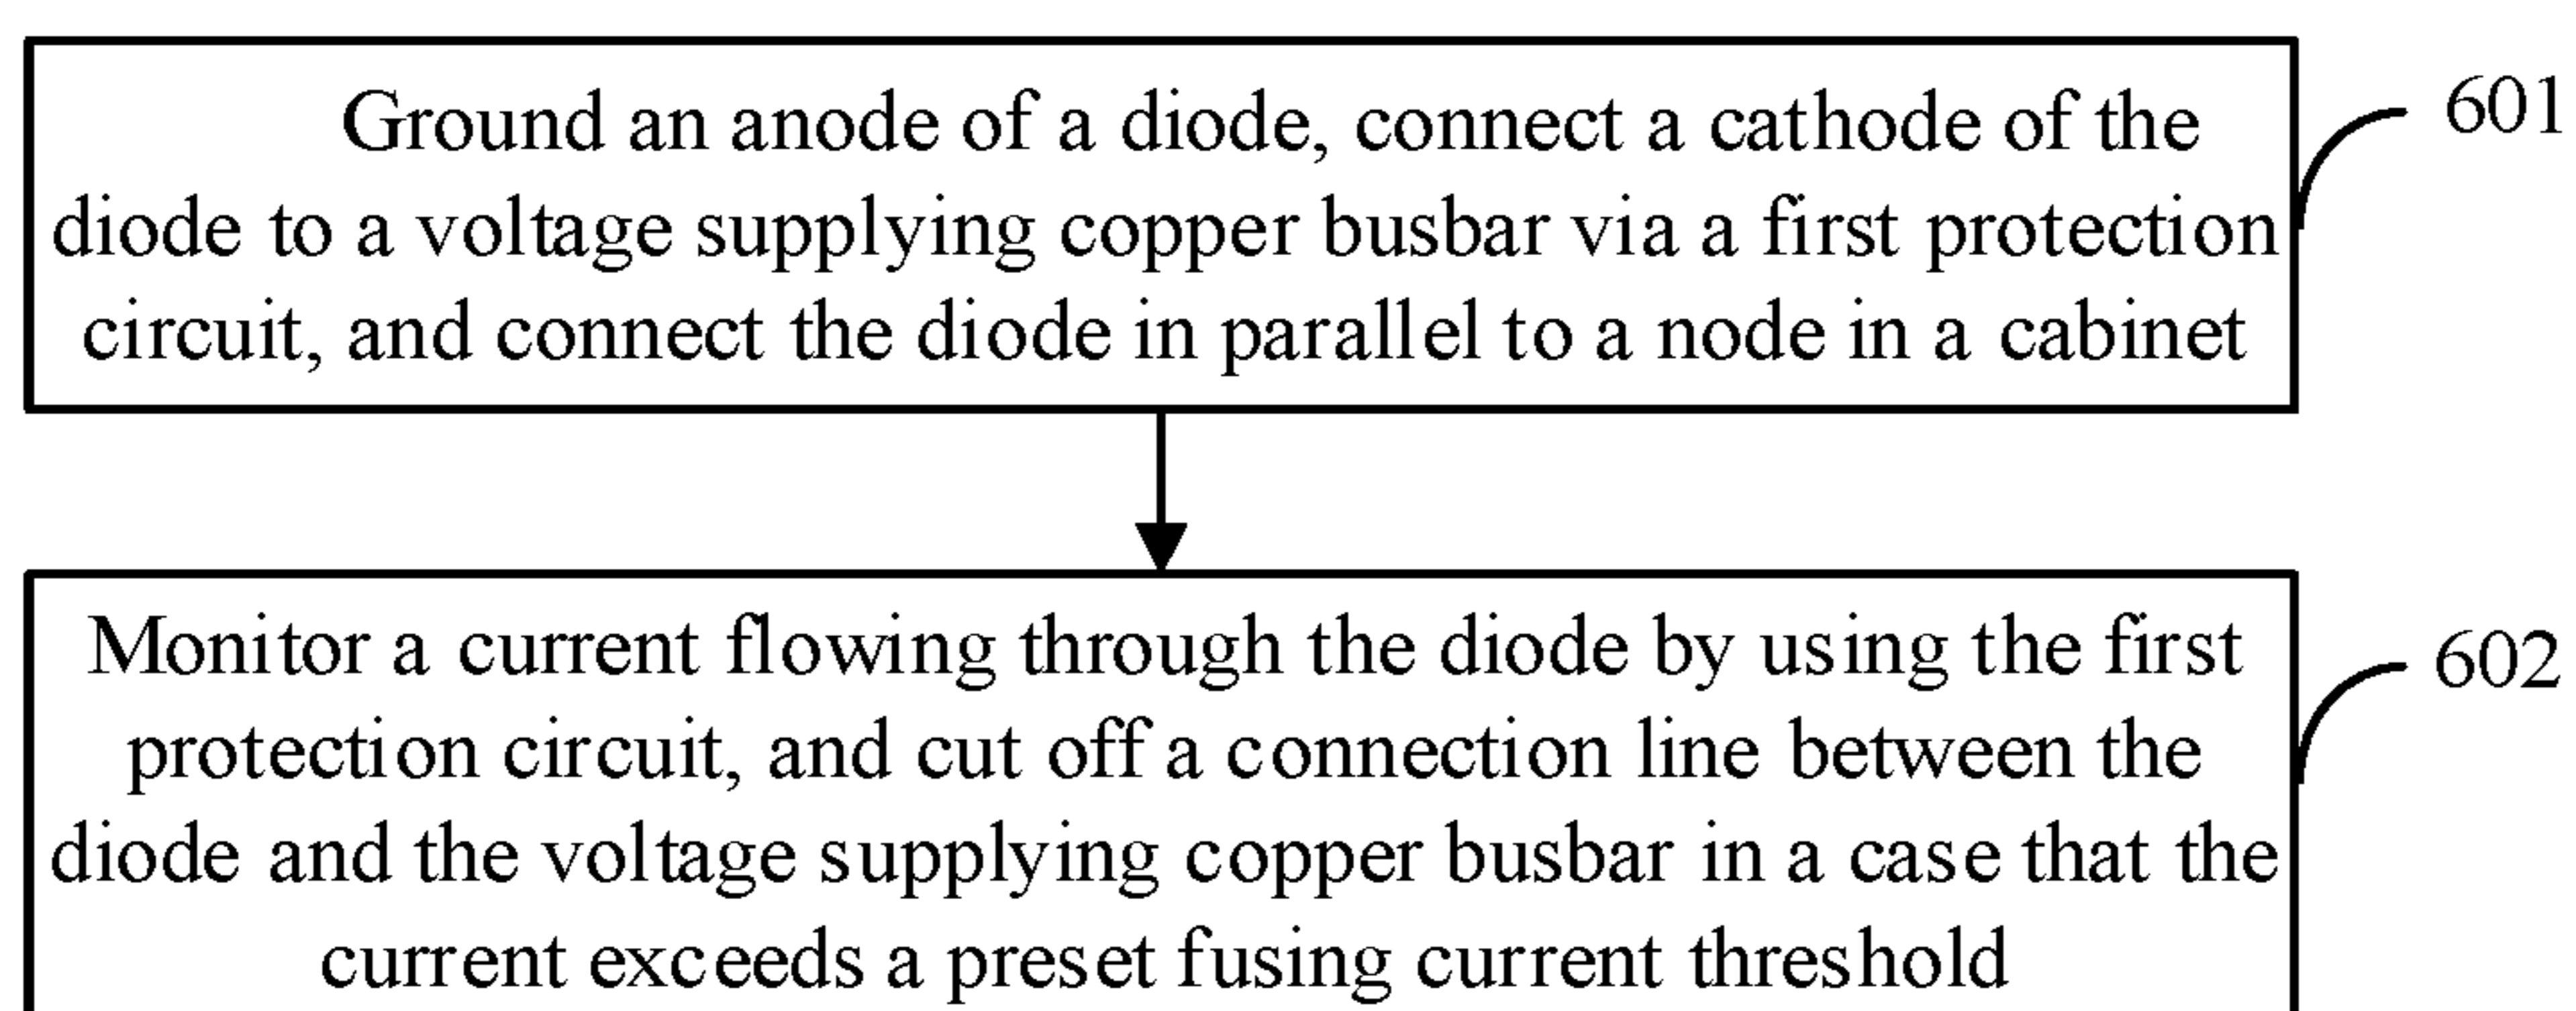 Ground an anode of a diode, connect a cathode of the
601
diode to a voltage supplying copper busbar via a first protection
circuit, and connect the diode in parallel to a node in a cabinet
Monitor a current flowing through the diode by using the first
602
protection circuit, and cut off a connection line between the
diode and the voltage supplying copper busbar in a case that the
current exceeds a preset fusing current threshold